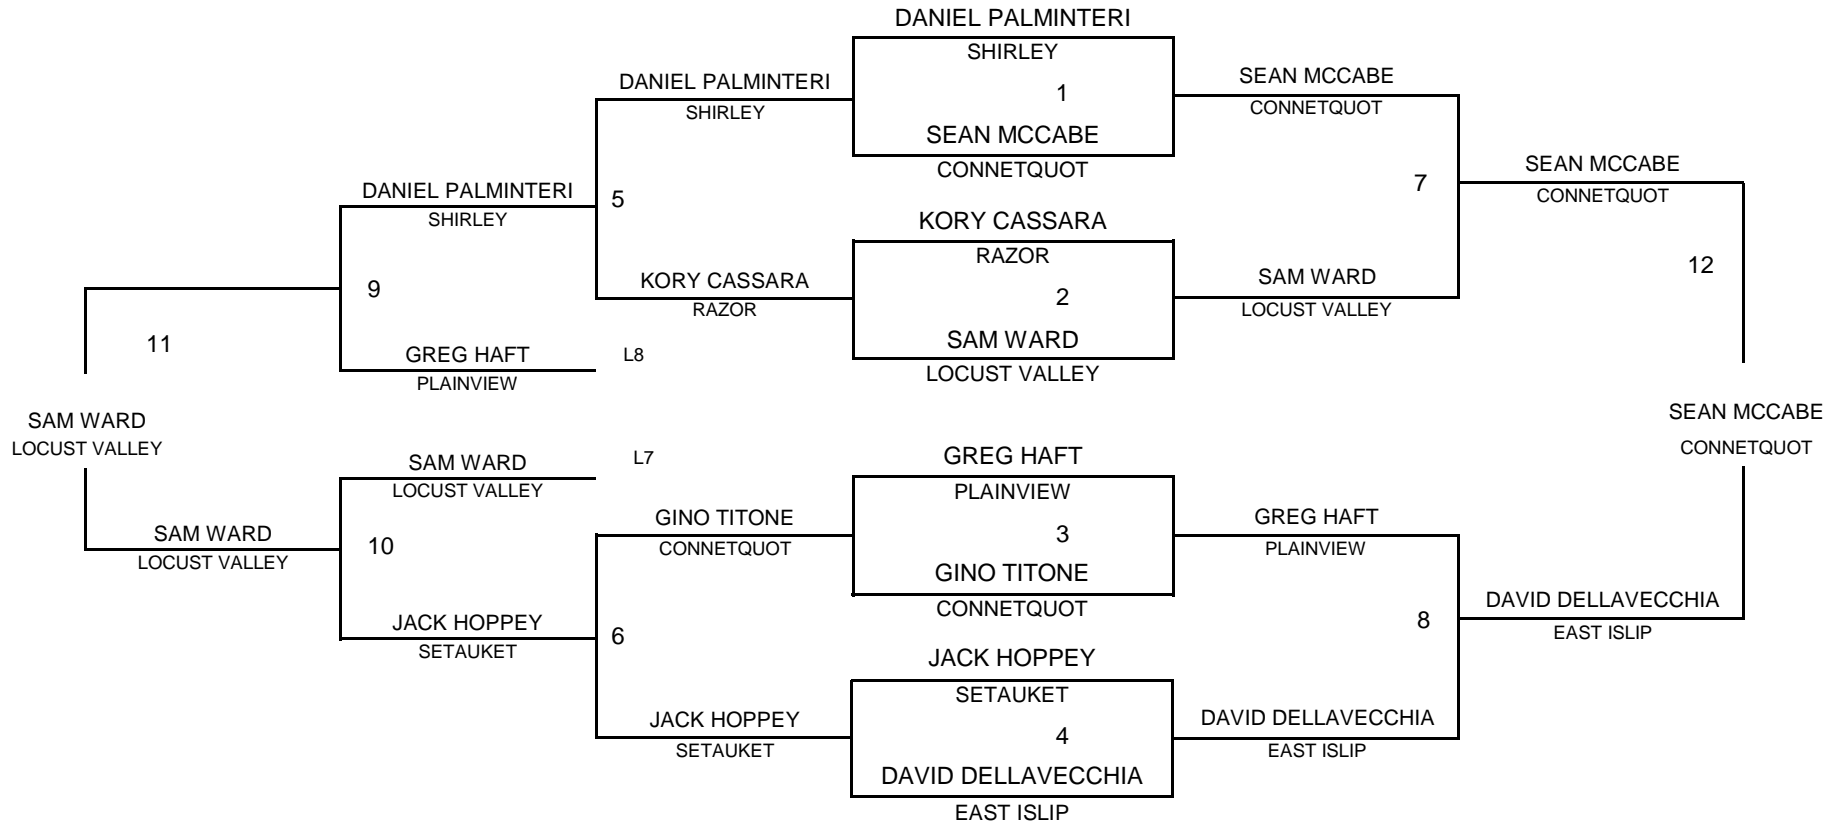 DANIEL PALMINTERI
SHIRLEY
DANIEL PALMINTERI
SHIRLEY
1
SEAN MCCABE
CONNETQUOT
SEAN MCCABE
CONNETQUOT
DANIEL PALMINTERI
SHIRLEY
5
7
SEAN MCCABE
CONNETQUOT
KORY CASSARA
RAZOR
9
KORY CASSARA
RAZOR
2
SAM WARD
LOCUST VALLEY
12
11
GREG HAFT
PLAINVIEW
L8
SAM WARD
LOCUST VALLEY
SAM WARD
LOCUST VALLEY
SEAN MCCABE
CONNETQUOT
SAM WARD
LOCUST VALLEY
L7
GREG HAFT
PLAINVIEW
SAM WARD
LOCUST VALLEY
10
GINO TITONE
CONNETQUOT
3
GREG HAFT
PLAINVIEW
GINO TITONE
CONNETQUOT
JACK HOPPEY
SETAUKET
6
8
DAVID DELLAVECCHIA
EAST ISLIP
JACK HOPPEY
SETAUKET
JACK HOPPEY
SETAUKET
4
DAVID DELLAVECCHIA
EAST ISLIP
DAVID DELLAVECCHIA
EAST ISLIP